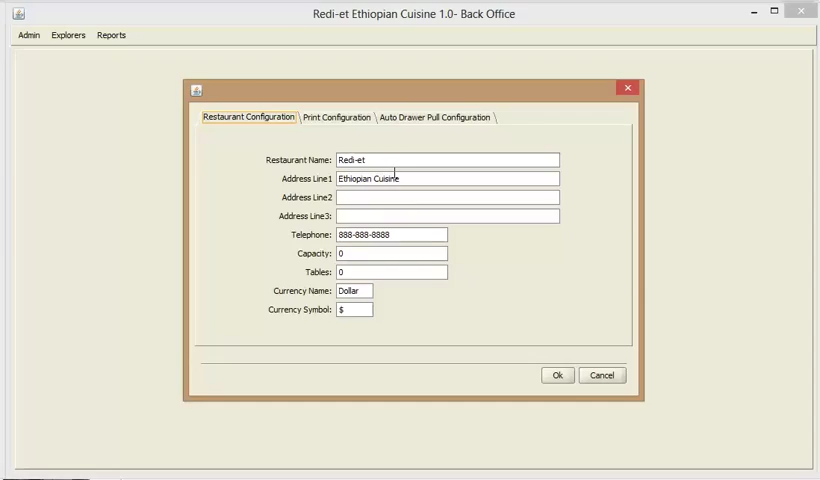 Redi-et Ethiopian Cuisine 1.0- Back Office
Admin Explorers Reports
Restaurant Configuration Print Configuration Auto Drawer Pull Configuration
Restaurant Name: Redi-et
Address Line1 Ethiopian Cuisine
Address Line2
Address Line3:
Telephone: 888-888-8888
Capacity: 0
Tables: 0
Currency Name: Dollar
Currency Symbol: $
Ok Cancel